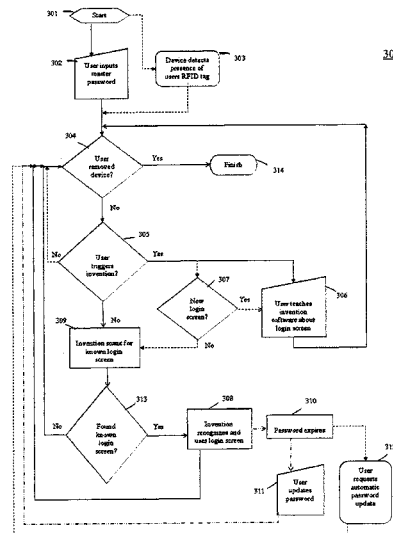 301
Start
302
User inputs
master
password
Device detects
presence of
users RFID tag
303
30
304
User
removed
device?
Yes
Finish
314
No
305
No
User
triggers
invention?
Yes
307
New
login
screen?
Yes
User teaches
invention
software about
login screen
306
No
No
309
Invention scans for
known login
screen
313
No
Found
known
login
screen?
Yes
308
Invention
recognises and
uses login screen
310
Password expires
311
User
updates
password
31
User
requests
automatic
password
update